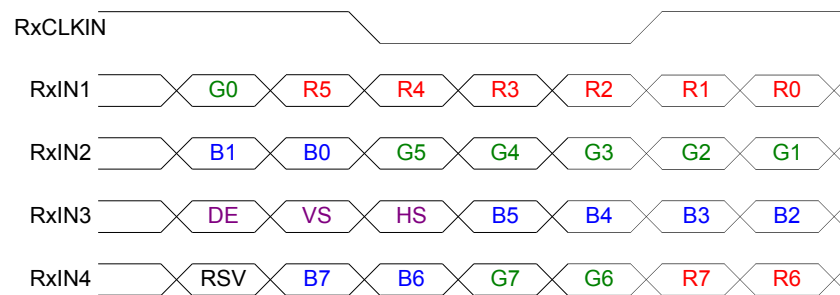 RxCLKIN
RxIN1 G0 R5 R4 R3 R2 R1 R0
RxIN2 B1 B0 G5 G4 G3 G2 G1
RxIN3 DE VS HS B5 B4 B3 B2
RxIN4 RSV B7 B6 G7 G6 R7 R6